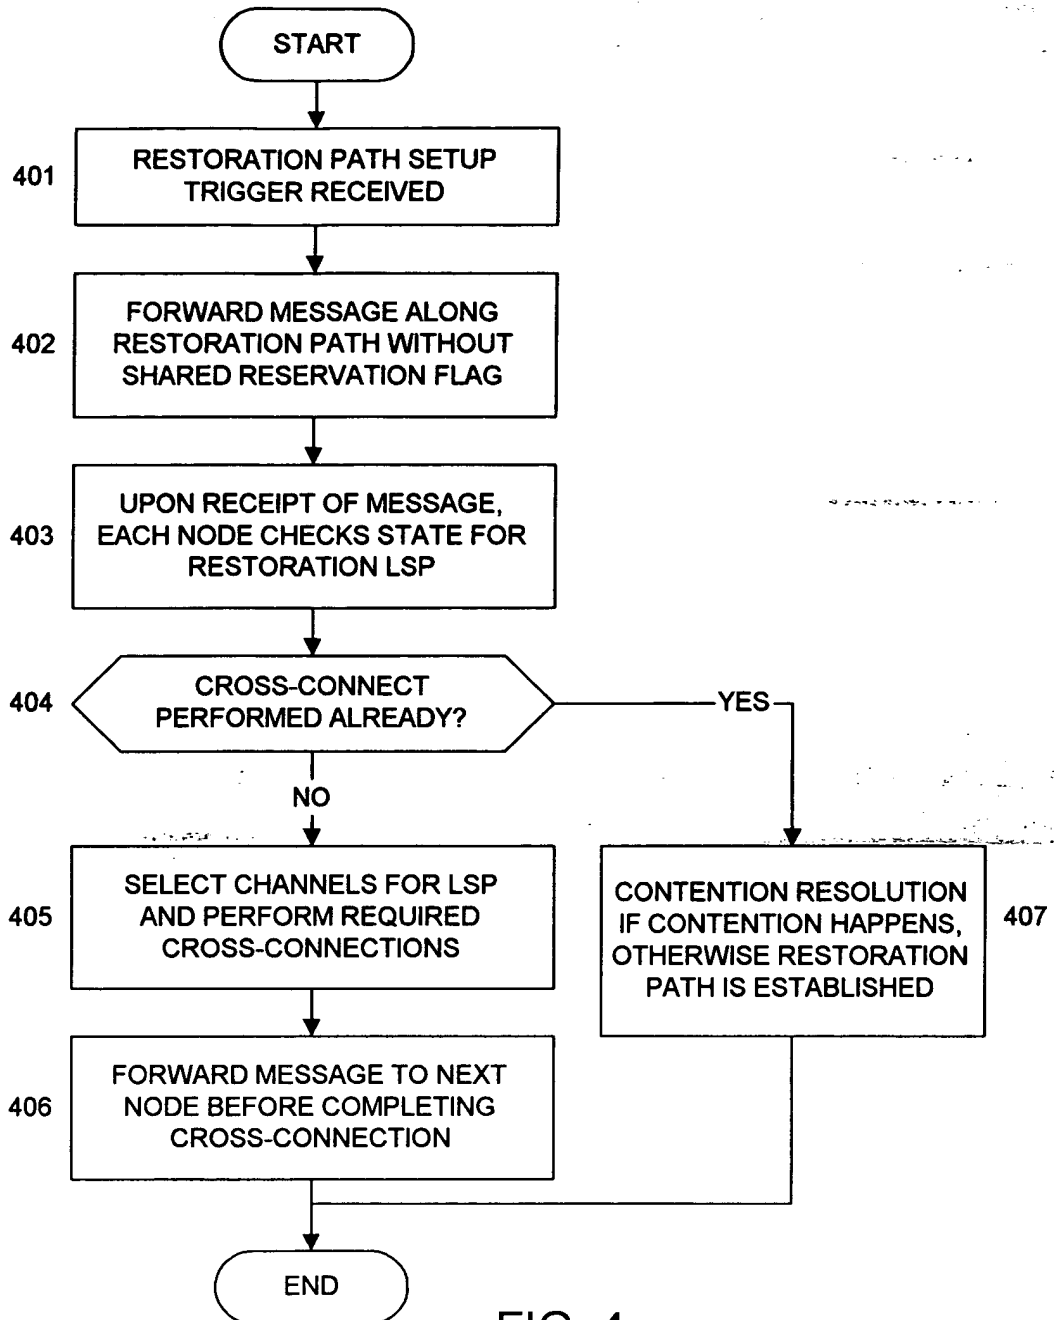 START
401
RESTORATION PATH SETUP
TRIGGER RECEIVED
402
FORWARD MESSAGE ALONG
RESTORATION PATH WITHOUT
SHARED RESERVATION FLAG
403
UPON RECEIPT OF MESSAGE,
EACH NODE CHECKS STATE FOR
RESTORATION LSP
404
CROSS-CONNECT
PERFORMED ALREADY?
YES
NO
405
SELECT CHANNELS FOR LSP
AND PERFORM REQUIRED
CROSS-CONNECTIONS
CONTENTION RESOLUTION
IF CONTENTION HAPPENS,
OTHERWISE RESTORATION
PATH IS ESTABLISHED
407
406
FORWARD MESSAGE TO NEXT
NODE BEFORE COMPLETING
CROSS-CONNECTION
END
FIG. 4